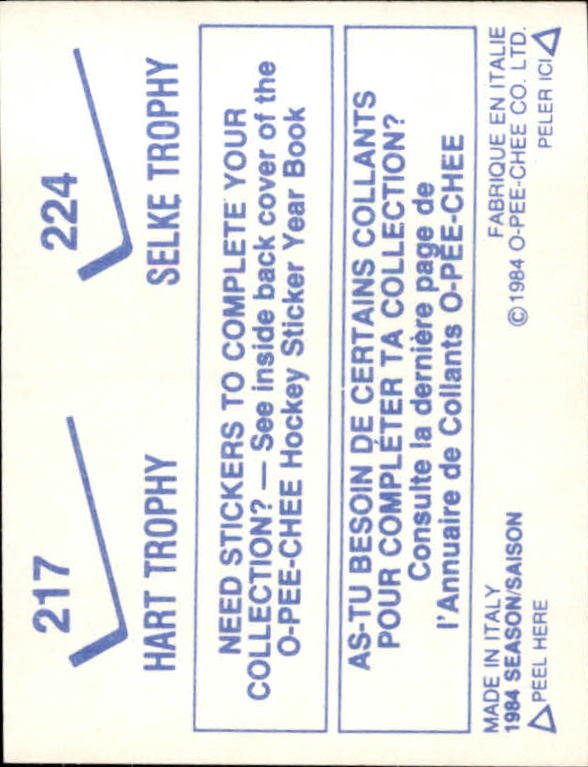 217
HART TROPHY
224
SELKE TROPHY
NEED STICKERS TO COMPLETE YOUR
COLLECTION? — See inside back cover of the
O-PEE-CHEE Hockey Sticker Year Book
AS-TU BESOIN DE CERTAINS COLLANTS
POUR COMPLÉTER TA COLLECTION?
Consulte la dernière page de
l'Annuaire de Collants O-PEE-CHEE
MADE IN ITALY
1984 SEASON/SAISON
PEEL HERE
FABRIQUE EN ITALIE
© 1984 O-PEE-CHEE CO. LTD.
PELER ICI